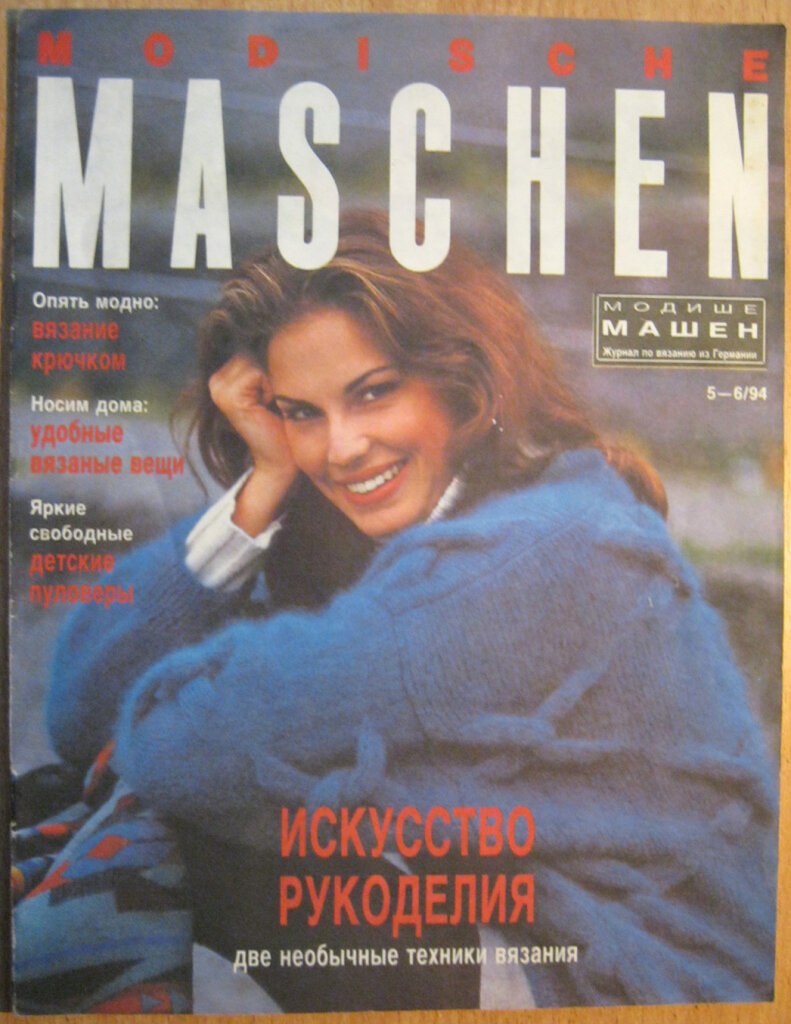 MODISCHE
MASCHEN
Опять модно:
вязание
крючком
Носим дома:
удобные
вязаные вещи
Яркие
свободные
детские
пуловеры
МОДИШЕ
МАШЕН
Журнал по вязанию из Германии
5—6/94
ИСКУССТВО
РУКОДЕЛИЯ
две необычные техники вязания